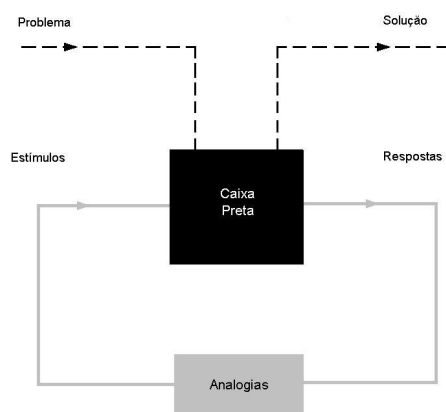 Problema
Solução
Estímulos
Respostas
Caixa
Preta
Analogias